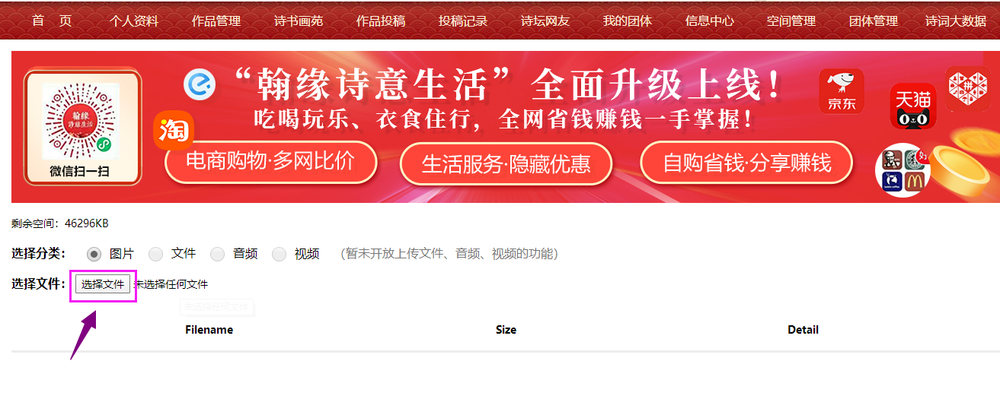 首 页 个人资料 作品管理 诗书画苑 作品投稿 投稿记录 诗坛网友 我的团体 信息中心 空间管理 团体管理 诗词大数据
“翰缘诗意生活”全面升级上线！
吃喝玩乐、衣食住行，全网省钱赚钱一手掌握！
翰缘
诗意生活
微信扫一扫
淘
京东
天猫
拼
电商购物·多网比价 生活服务·隐藏优惠 自购省钱·分享赚钱
剩余空间：46296KB
选择分类： 图片 文件 音频 视频 （暂未开放上传文件、音频、视频的功能）
选择文件： 选择文件 未选择任何文件
未选择任何文件
Filename Size Detail